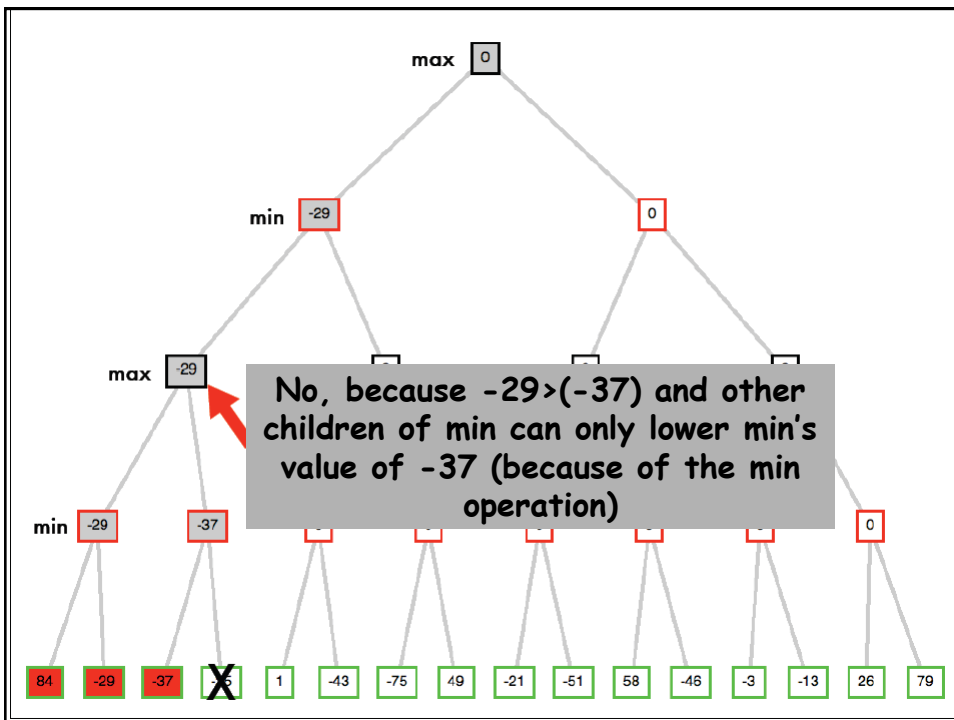 max 0
min -29 0
max -29
No, because -29>(-37) and other
children of min can only lower min's
value of -37 (because of the min
operation)
min -29 -37 0
84 -29 -37 X 1 -43 -75 49 -21 -51 58 -46 -3 -13 26 79